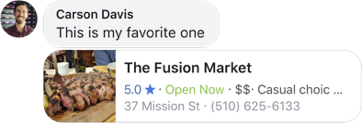 Carson Davis
This is my favorite one
The Fusion Market
5.0 ★ · Open Now · $$· Casual choic ...
37 Mission St · (510) 625-6133